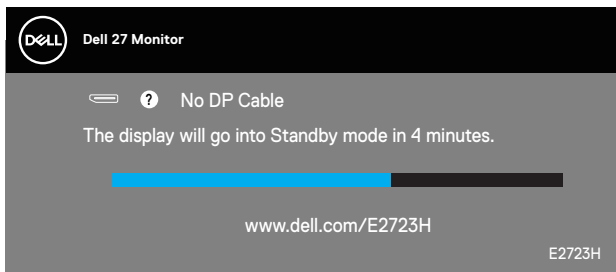 DELL
Dell 27 Monitor
? No DP Cable
The display will go into Standby mode in 4 minutes.
www.dell.com/E2723H
E2723H